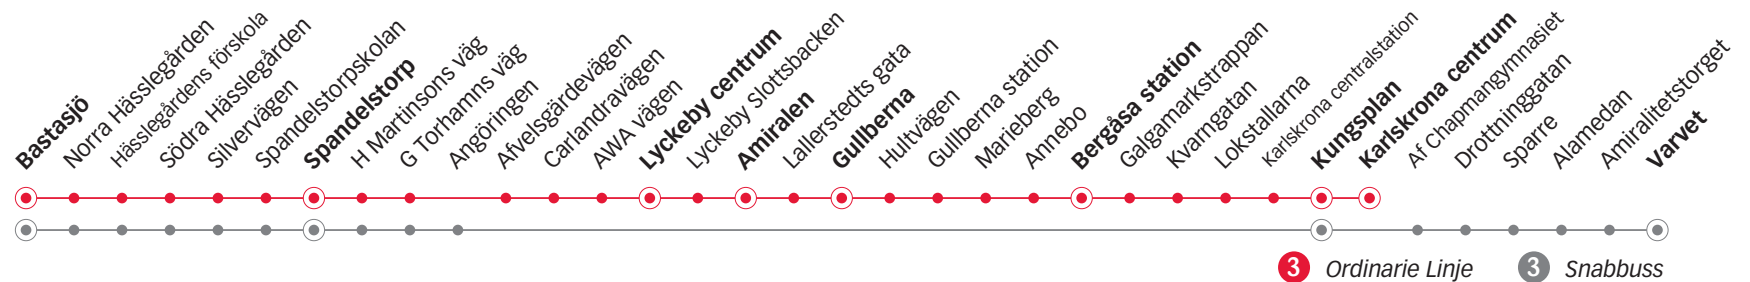 Bastasjö
Norra Hässlegården
Hässlegårdens förskola
Södra Hässlegården
Silvervägen
Spandelstorpskolan
Spandelstorp
H Martinsons väg
G Torhamns väg
Angöringen
Afvelsgärdevägen
Carlandravägen
AWA vägen
Lyckeby centrum
Lyckeby Slottsbacken
Amiralen
Lallerstedts gata
Gullberna
Hultvägen
Gullberna station
Marieberg
Annebo
Bergåsa station
Galgamarkstrappan
Kvarngatan
Lokstallarna
Karlskrona centralstation
Kungsplan
Karlskrona centrum
Af Chapmangymnasiet
Drottninggatan
Sparre
Alamedan
Amiralitetstorget
Varvet
3 Ordinarie Linje
3 Snabbuss